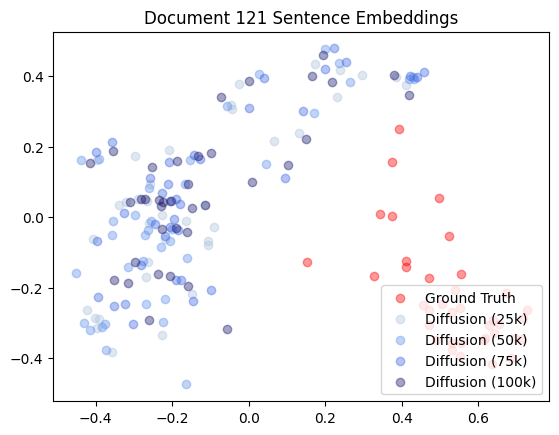 Document 121 Sentence Embeddings
0.4
0.2
0.0
−0.2
−0.4
Ground Truth
Diffusion (25k)
Diffusion (50k)
Diffusion (75k)
Diffusion (100k)
−0.4 −0.2 0.0 0.2 0.4 0.6